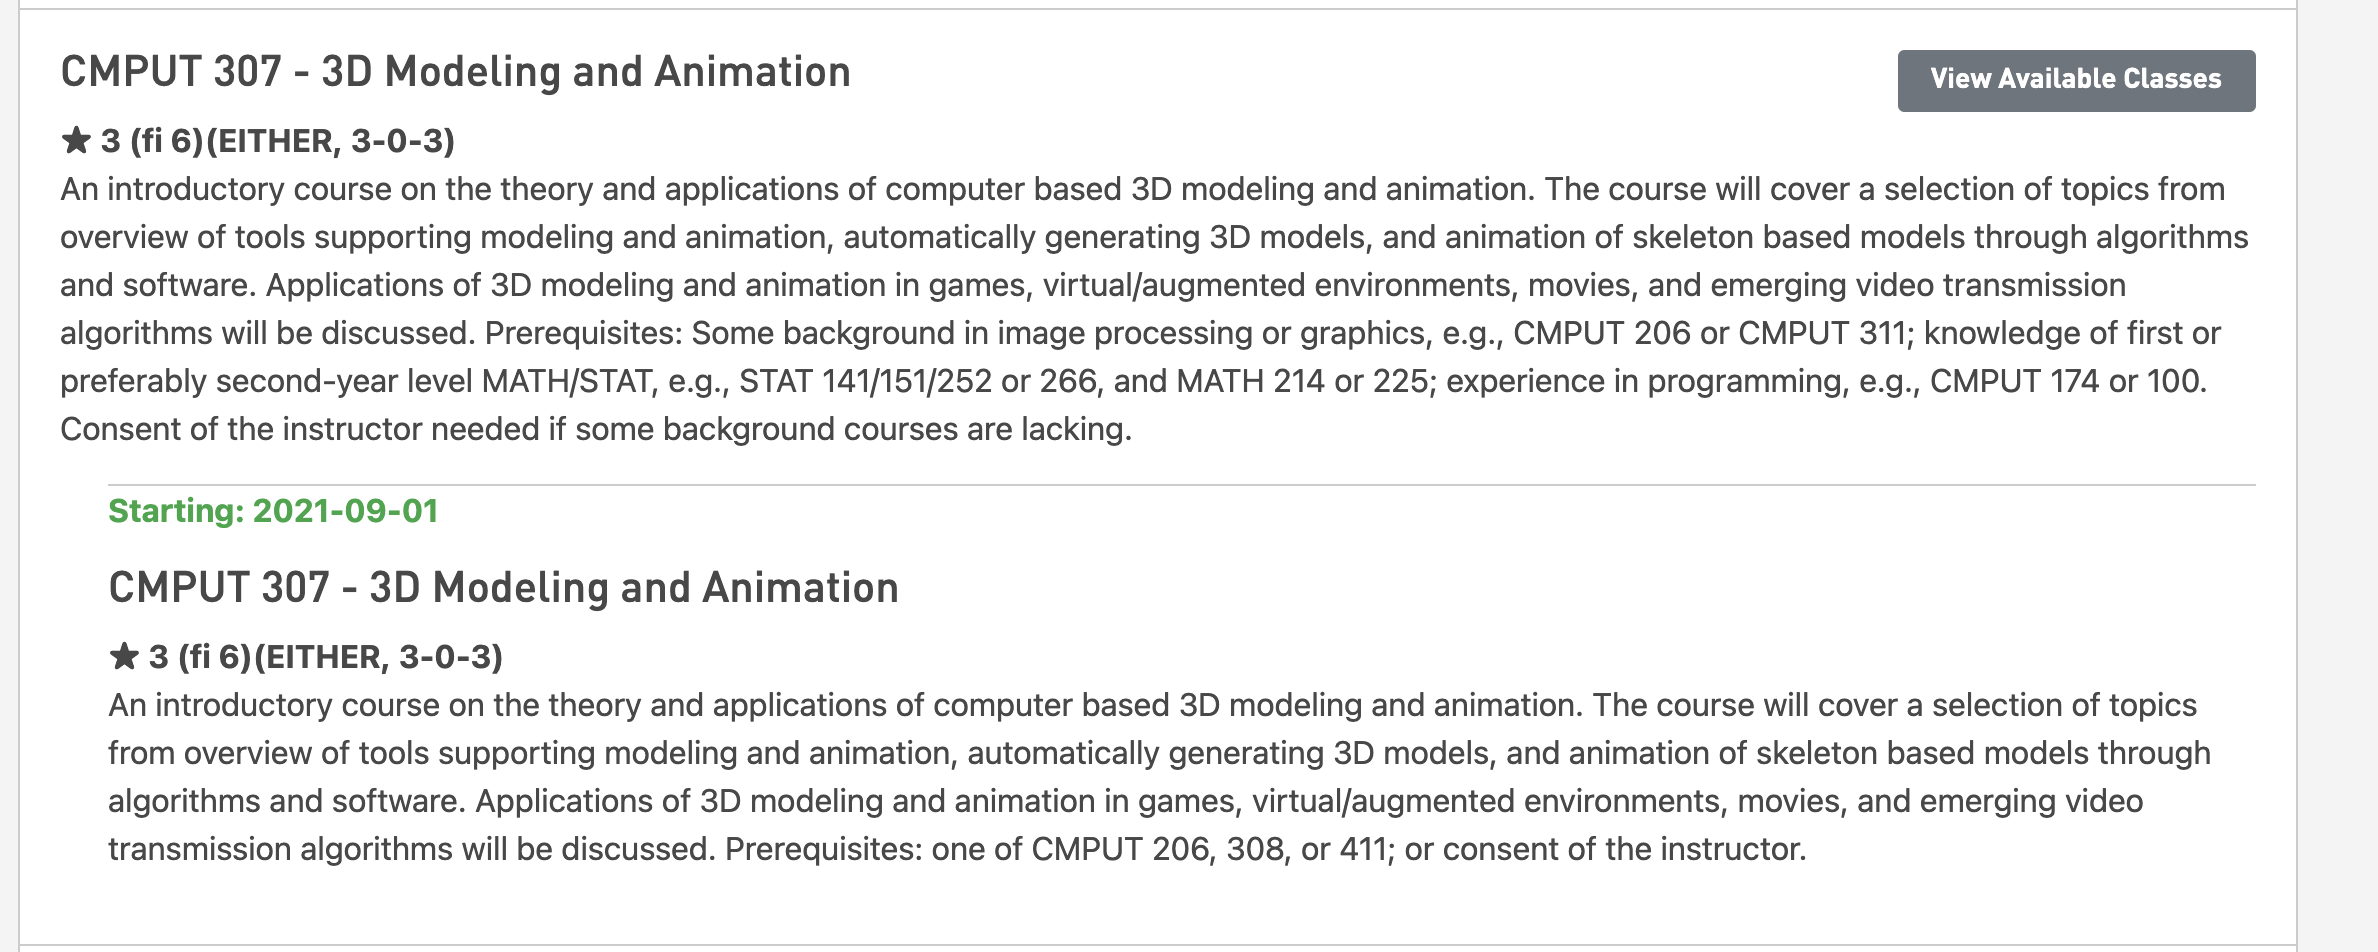 CMPUT 307 - 3D Modeling and Animation
View Available Classes
★ 3 (fi 6)(EITHER, 3-0-3)
An introductory course on the theory and applications of computer based 3D modeling and animation. The course will cover a selection of topics from
overview of tools supporting modeling and animation, automatically generating 3D models, and animation of skeleton based models through algorithms
and software. Applications of 3D modeling and animation in games, virtual/augmented environments, movies, and emerging video transmission
algorithms will be discussed. Prerequisites: Some background in image processing or graphics, e.g., CMPUT 206 or CMPUT 311; knowledge of first or
preferably second-year level MATH/STAT, e.g., STAT 141/151/252 or 266, and MATH 214 or 225; experience in programming, e.g., CMPUT 174 or 100.
Consent of the instructor needed if some background courses are lacking.
Starting: 2021-09-01
CMPUT 307 - 3D Modeling and Animation
★ 3 (fi 6)(EITHER, 3-0-3)
An introductory course on the theory and applications of computer based 3D modeling and animation. The course will cover a selection of topics
from overview of tools supporting modeling and animation, automatically generating 3D models, and animation of skeleton based models through
algorithms and software. Applications of 3D modeling and animation in games, virtual/augmented environments, movies, and emerging video
transmission algorithms will be discussed. Prerequisites: one of CMPUT 206, 308, or 411; or consent of the instructor.